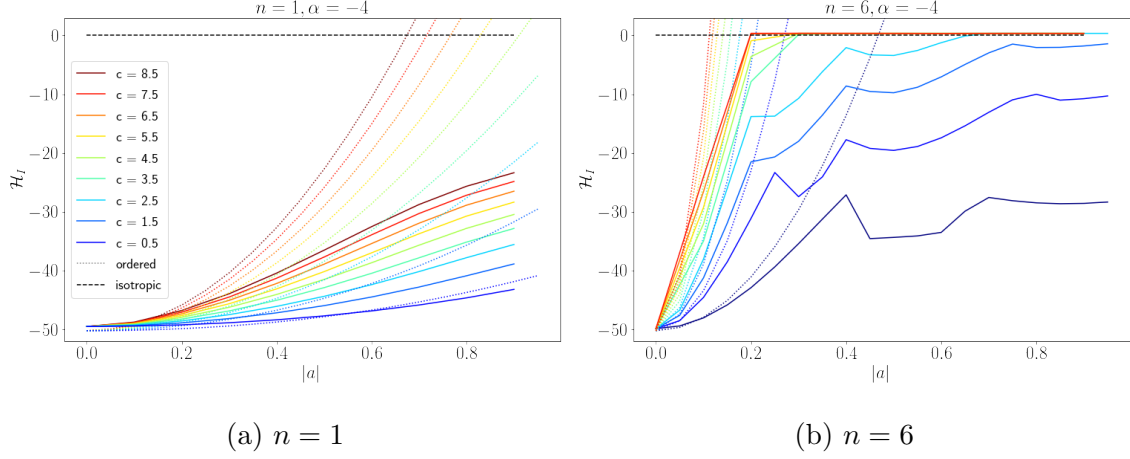 n = 1, α = −4
0
−10
−20
−30
−40
−50
ℋ_I
c = 8.5
c = 7.5
c = 6.5
c = 5.5
c = 4.5
c = 3.5
c = 2.5
c = 1.5
c = 0.5
ordered
isotropic
0.0 0.2 0.4 0.6 0.8
|a|
(a) n = 1
n = 6, α = −4
0
−10
−20
−30
−40
−50
ℋ_I
0.0 0.2 0.4 0.6 0.8
|a|
(b) n = 6